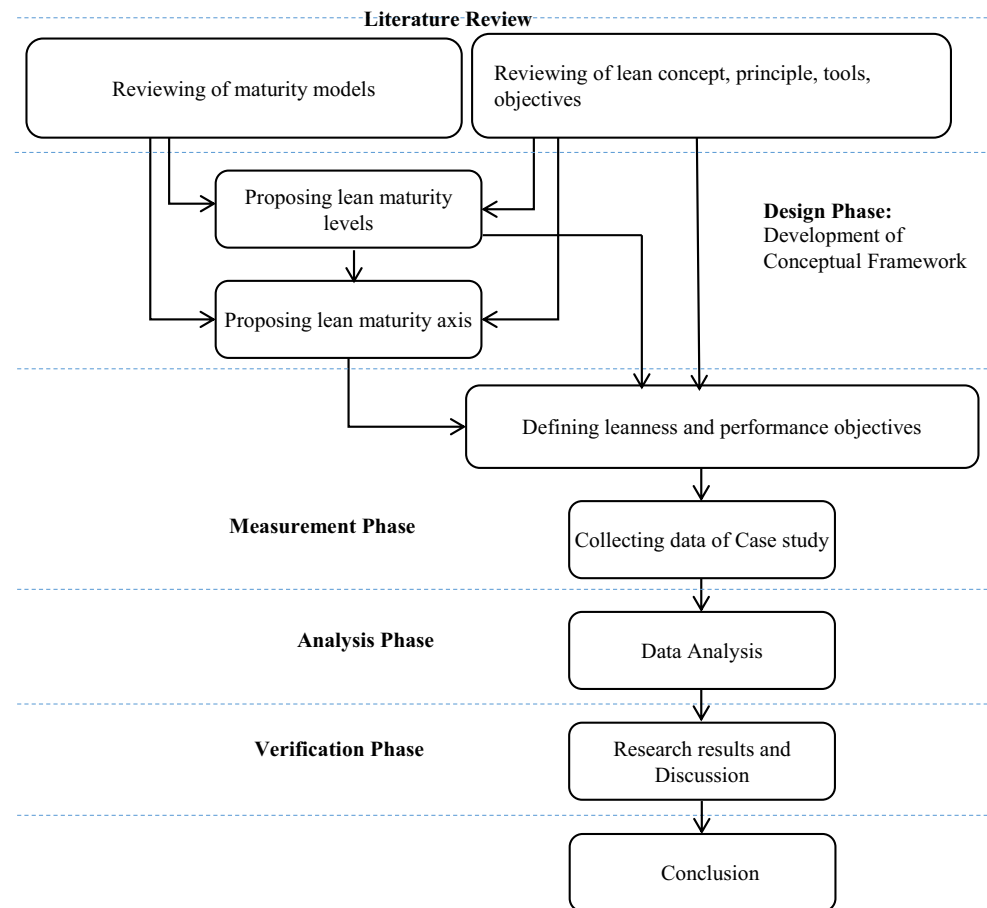 Literature Review
Reviewing of maturity models
Reviewing of lean concept, principle, tools,
objectives
Proposing lean maturity
levels
Design Phase:
Development of
Conceptual Framework
Proposing lean maturity axis
Defining leanness and performance objectives
Measurement Phase
Collecting data of Case study
Analysis Phase
Data Analysis
Verification Phase
Research results and
Discussion
Conclusion